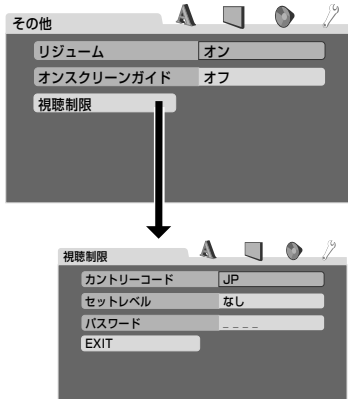 その他
リジューム オン
オンスクリーンガイド オフ
視聴制限
視聴制限
カントリーコード JP
セットレベル なし
パスワード _ _ _ _
EXIT